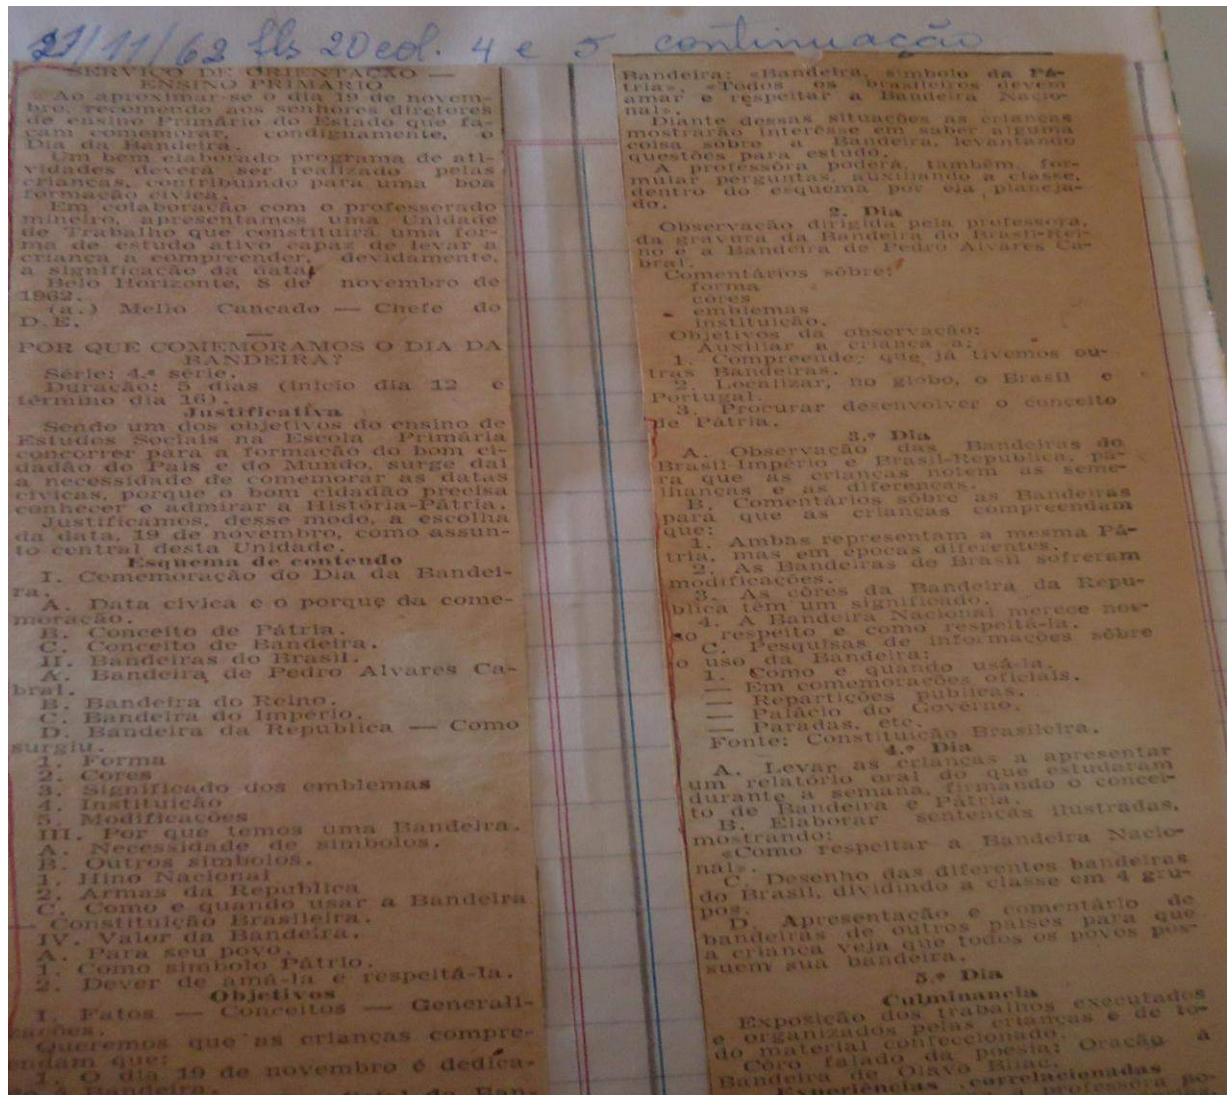 21/11/62 fls 20 col. 4 e 5 continuação
SERVIÇO DE ORIENTAÇÃO —
ENSINO PRIMARIO
Ao aproximar-se o dia 19 de novem-
bro, recomendo aos senhores diretores
de ensino Primário do Estado que fa-
çam comemorar, condignamente, o
Dia da Bandeira.
Um bem elaborado programa de ati-
vidades deverá ser realizado pelas
crianças, contribuindo para uma boa
formação cívica.
Em colaboração com o professorado
mineiro, apresentamos uma Unidade
de Trabalho que constituirá uma for-
ma de estudo ativo capaz de levar a
criança a compreender, devidamente,
a significação da data.
Belo Horizonte, 8 de novembro de
1962.
(a.) Mello Cançado — Chefe do
D.E.
POR QUE COMEMORAMOS O DIA DA
BANDEIRA?
Série: 4.ª série.
Duração: 5 dias (início dia 12 e
término dia 16).
Justificativa
Sendo um dos objetivos do ensino de
Estudos Sociais na Escola Primária
concorrer para a formação do bom ci-
dadão do País e do Mundo, surge daí
a necessidade de comemorar as datas
cívicas, porque o bom cidadão precisa
conhecer e admirar a História-Pátria.
Justificamos, desse modo, a escolha
da data, 19 de novembro, como assun-
to central desta Unidade.
Esquema de conteudo
I. Comemoração do Dia da Bandei-
ra.
A. Data cívica e o porque da come-
moração.
B. Conceito de Pátria.
C. Conceito de Bandeira.
II. Bandeiras do Brasil.
A. Bandeira de Pedro Alvares Ca-
bral.
B. Bandeira do Reino.
C. Bandeira do Império.
D. Bandeira da Republica — Como
surgiu.
1. Forma
2. Cores
3. Significado dos emblemas
4. Instituição
5. Modificações
III. Por que temos uma Bandeira.
A. Necessidade de simbolos.
B. Outros simbolos.
1. Hino Nacional
2. Armas da Republica
C. Como e quando usar a Bandeira
— Constituição Brasileira.
IV. Valor da Bandeira.
A. Para seu povo.
1. Como simbolo Pátrio.
2. Dever de amá-la e respeitá-la.
Objetivos
I. Fatos — Conceitos — Generali-
zações.
Queremos que as crianças compre-
endam que:
1. O dia 19 de novembro é dedica-
do à Bandeira.
Bandeira: «Bandeira, simbolo da Pá-
tria», «Todos os brasileiros devem
amar e respeitar a Bandeira Nacio-
nal».
Diante dessas situações as crianças
mostrarão interêsse em saber alguma
coisa sôbre a Bandeira, levantando
questões para estudo.
A professôra poderá, também, for-
mular perguntas, auxiliando a classe,
dentro do esquema por ela planeja-
do.
2. Dia
Observação dirigida pela professora,
da gravura da Bandeira do Brasil-Rei-
no e a Bandeira de Pedro Alvares Ca-
bral.
Comentários sôbre:
forma
côres
emblemas
instituição.
Objetivos da observação:
Auxiliar a criança a:
1. Compreender que já tivemos ou-
tras Bandeiras.
2. Localizar, no globo, o Brasil e
Portugal.
3. Procurar desenvolver o conceito
de Pátria.
3.º Dia
A. Observação das Bandeiras do
Brasil-Império e Brasil-Republica, pa-
ra que as crianças notem as seme-
lhanças e as diferenças.
B. Comentários sôbre as Bandeiras
para que as crianças compreendam
que:
1. Ambas representam a mesma Pá-
tria, mas em épocas diferentes.
2. As Bandeiras do Brasil sofreram
modificações.
3. As côres da Bandeira da Repu-
blica têm um significado.
4. A Bandeira Nacional merece nos-
so respeito e como respeitá-la.
C. Pesquisas de informações sôbre
o uso da Bandeira:
1. Como e quando usá-la.
— Em comemorações oficiais.
— Repartições publicas.
— Palácio do Govêrno.
— Paradas, etc.
Fonte: Constituição Brasileira.
4.º Dia
A. Levar as crianças a apresentar
um relatório oral do que estudaram
durante a semana, firmando o concei-
to de Bandeira e Pátria.
B. Elaborar sentenças ilustradas,
mostrando:
«Como respeitar a Bandeira Nacio-
nal».
C. Desenho das diferentes bandeiras
do Brasil, dividindo a classe em 4 gru-
pos.
D. Apresentação e comentário de
bandeiras de outros países para que
a criança veja que todos os povos pos-
suem sua bandeira.
5.º Dia
Culminancia
Exposição dos trabalhos executados
e organizados pelas crianças e de to-
do material confeccionado.
Côro falado da poesia: Oração à
Bandeira de Olavo Bilac.
Experiências correlacionadas